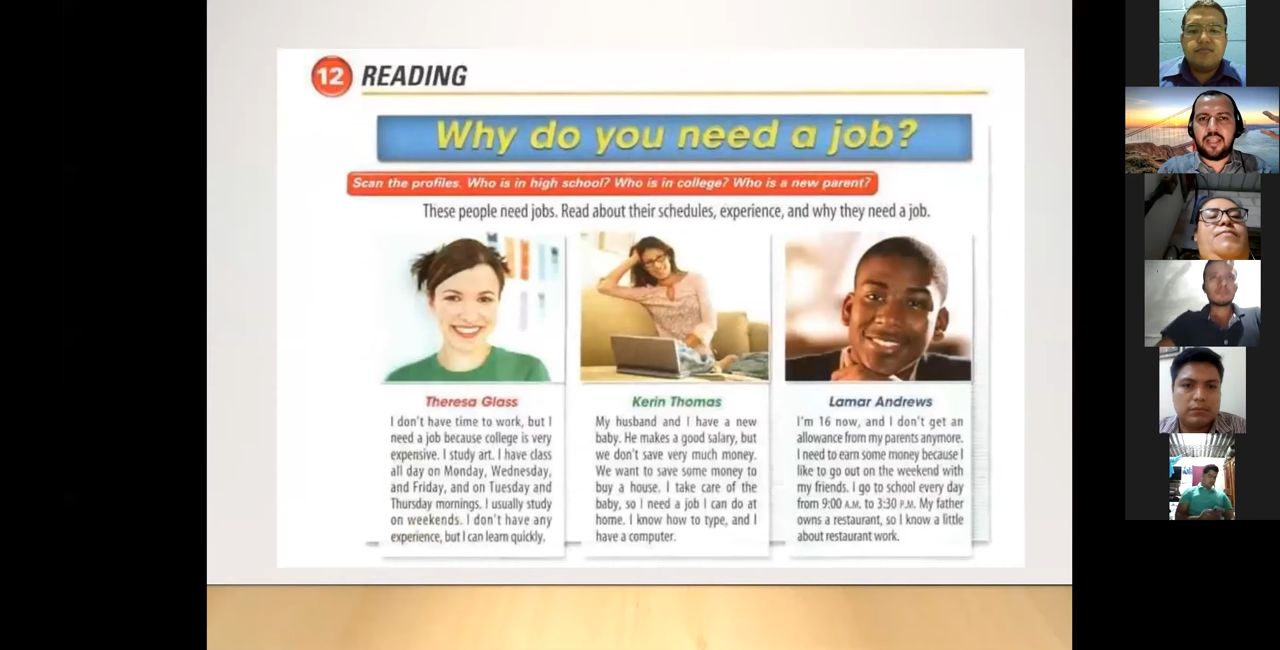 12 READING
Why do you need a job?
Scan the profiles. Who is in high school? Who is in college? Who is a new parent?
These people need jobs. Read about their schedules, experience, and why they need a job.
Theresa Glass
I don't have time to work, but I
need a job because college is very
expensive. I study art. I have class
all day on Monday, Wednesday,
and Friday, and on Tuesday and
Thursday mornings. I usually study
on weekends. I don't have any
experience, but I can learn quickly.
Kerin Thomas
My husband and I have a new
baby. He makes a good salary, but
we don't save very much money.
We want to save some money to
buy a house. I take care of the
baby, so I need a job I can do at
home. I know how to type, and I
have a computer.
Lamar Andrews
I'm 16 now, and I don't get an
allowance from my parents anymore.
I need to earn some money because I
like to go out on the weekend with
my friends. I go to school every day
from 9:00 A.M. to 3:30 P.M. My father
owns a restaurant, so I know a little
about restaurant work.